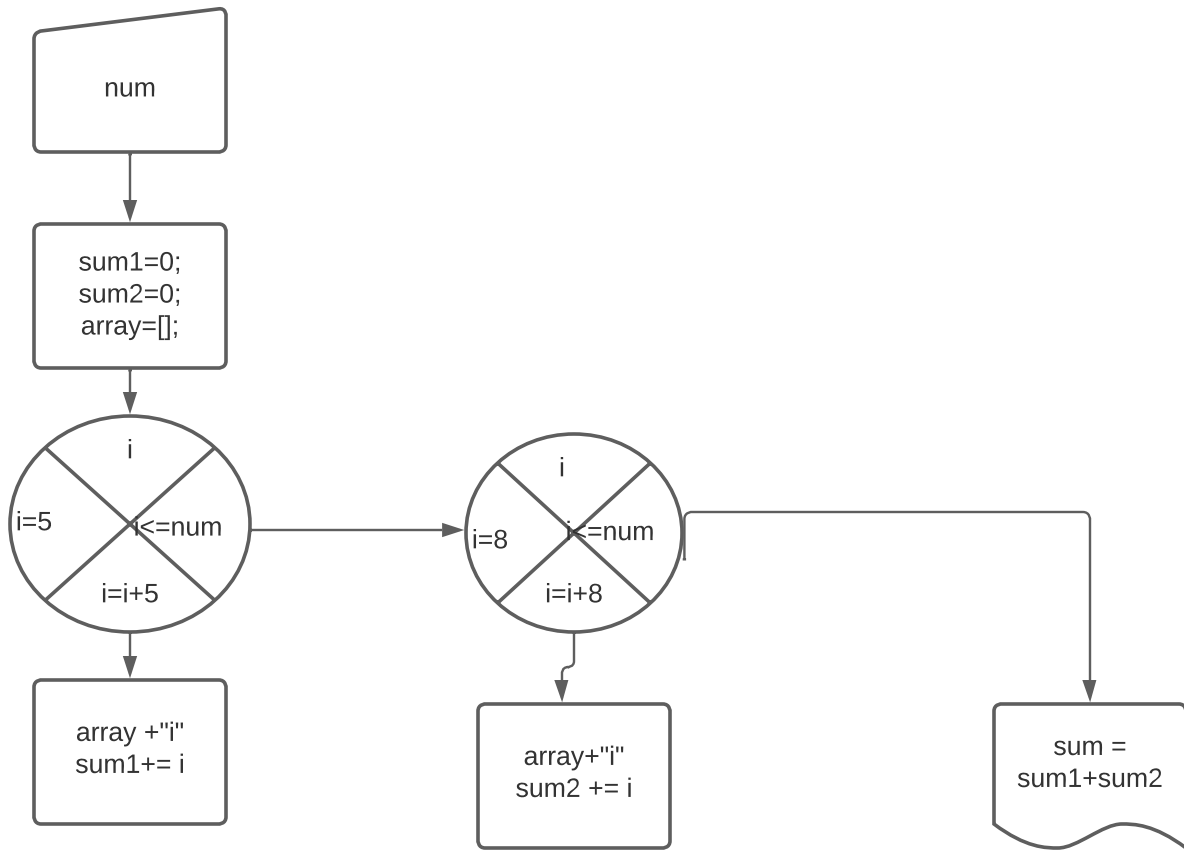 num
sum1=0;
sum2=0;
array=[];
i
i=5
i<=num
i=i+5
array +"i"
sum1+= i
i
i=8
i<=num
i=i+8
array+"i"
sum2 += i
sum =
sum1+sum2